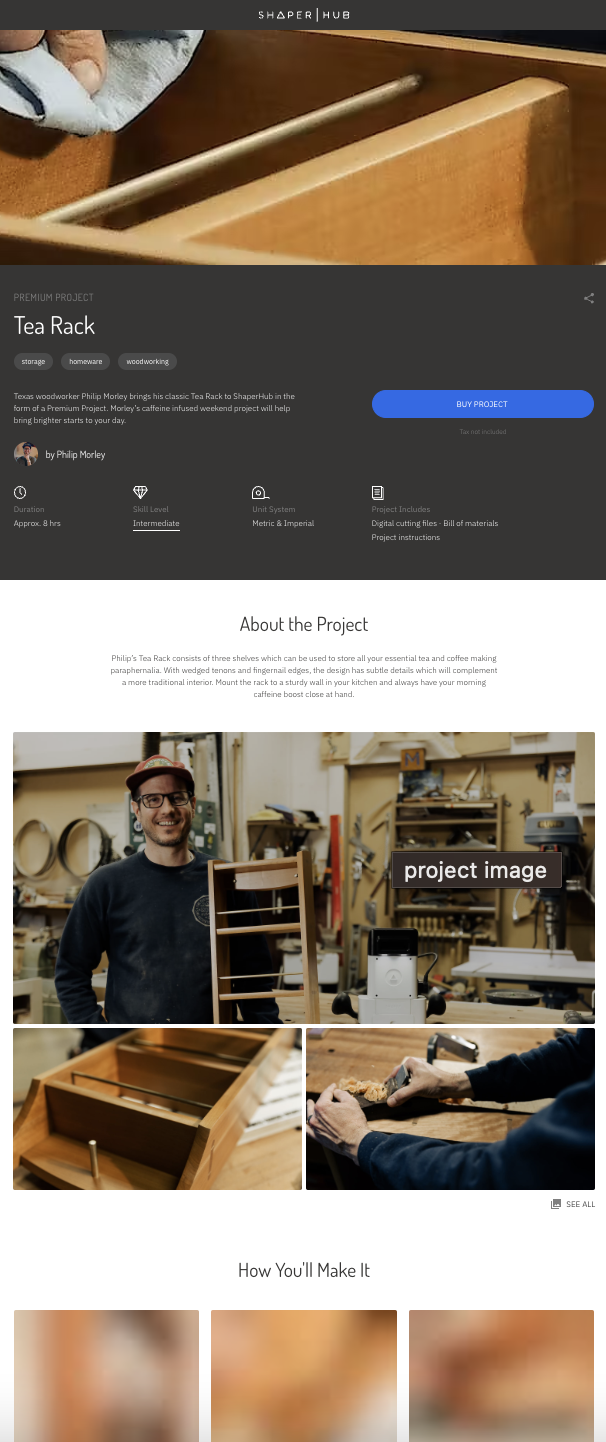 SHAPER|HUB
PREMIUM PROJECT
Tea Rack
storage homeware woodworking
Texas woodworker Philip Morley brings his classic Tea Rack to ShaperHub in the
form of a Premium Project. Morley's caffeine infused weekend project will help
bring brighter starts to your day.
BUY PROJECT
Tax not included
by Philip Morley
Duration
Approx. 8 hrs
Skill Level
Intermediate
Unit System
Metric & Imperial
Project Includes
Digital cutting files · Bill of materials
Project instructions
About the Project
Philip's Tea Rack consists of three shelves which can be used to store all your essential tea and coffee making
paraphernalia. With wedged tenons and fingernail edges, the design has subtle details which will complement
a more traditional interior. Mount the rack to a sturdy wall in your kitchen and always have your morning
caffeine boost close at hand.
project image
SEE ALL
How You'll Make It